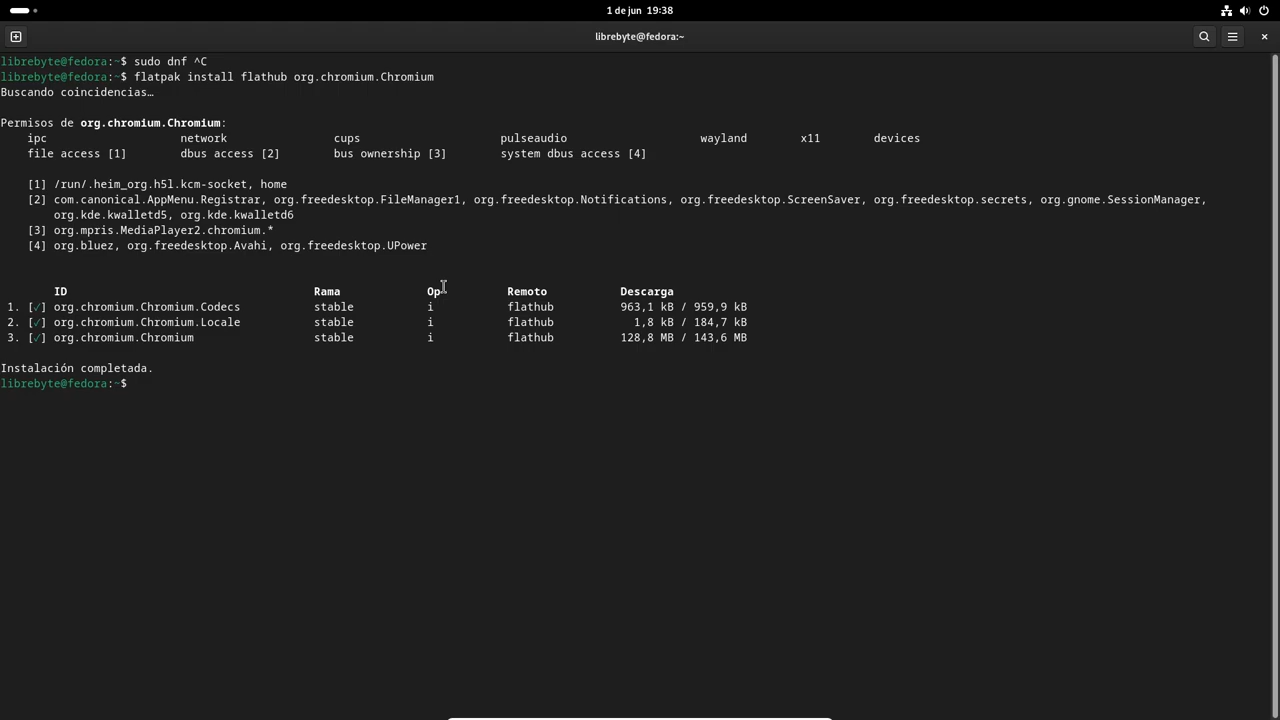 1 de jun 19:38
librebyte@fedora:~
librebyte@fedora:~$ sudo dnf ^C
librebyte@fedora:~$ flatpak install flathub org.chromium.Chromium
Buscando coincidencias…
Permisos de org.chromium.Chromium:
ipc network cups pulseaudio wayland x11 devices
file access [1] dbus access [2] bus ownership [3] system dbus access [4]
[1] /run/.heim_org.h5l.kcm-socket, home
[2] com.canonical.AppMenu.Registrar, org.freedesktop.FileManager1, org.freedesktop.Notifications, org.freedesktop.ScreenSaver, org.freedesktop.secrets, org.gnome.SessionManager,
org.kde.kwalletd5, org.kde.kwalletd6
[3] org.mpris.MediaPlayer2.chromium.*
[4] org.bluez, org.freedesktop.Avahi, org.freedesktop.UPower
ID Rama Op Remoto Descarga
1. [✓] org.chromium.Chromium.Codecs stable i flathub 963,1 kB / 959,9 kB
2. [✓] org.chromium.Chromium.Locale stable i flathub 1,8 kB / 184,7 kB
3. [✓] org.chromium.Chromium stable i flathub 128,8 MB / 143,6 MB
Instalación completada.
librebyte@fedora:~$